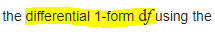 the differential 1-form df using the